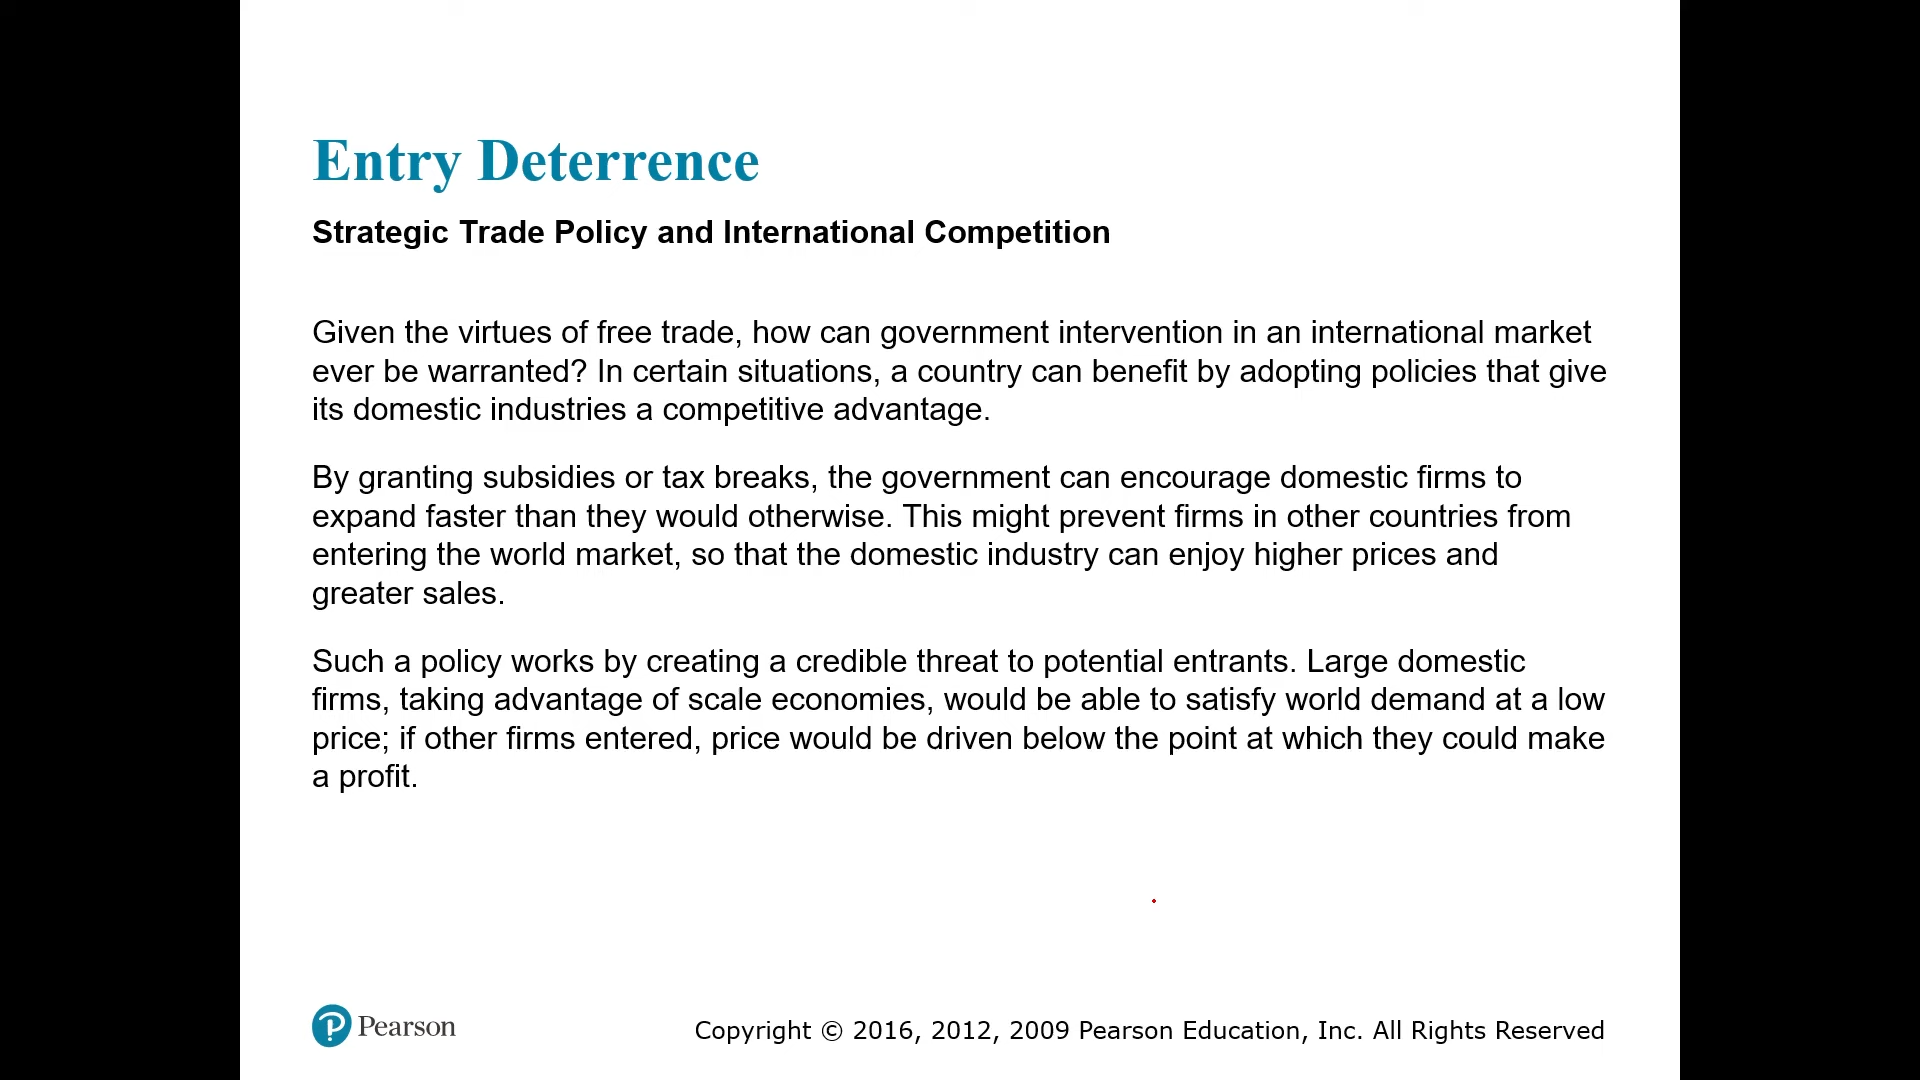 Entry Deterrence
Strategic Trade Policy and International Competition
Given the virtues of free trade, how can government intervention in an international market
ever be warranted? In certain situations, a country can benefit by adopting policies that give
its domestic industries a competitive advantage.
By granting subsidies or tax breaks, the government can encourage domestic firms to
expand faster than they would otherwise. This might prevent firms in other countries from
entering the world market, so that the domestic industry can enjoy higher prices and
greater sales.
Such a policy works by creating a credible threat to potential entrants. Large domestic
firms, taking advantage of scale economies, would be able to satisfy world demand at a low
price; if other firms entered, price would be driven below the point at which they could make
a profit.
Pearson
Copyright © 2016, 2012, 2009 Pearson Education, Inc. All Rights Reserved